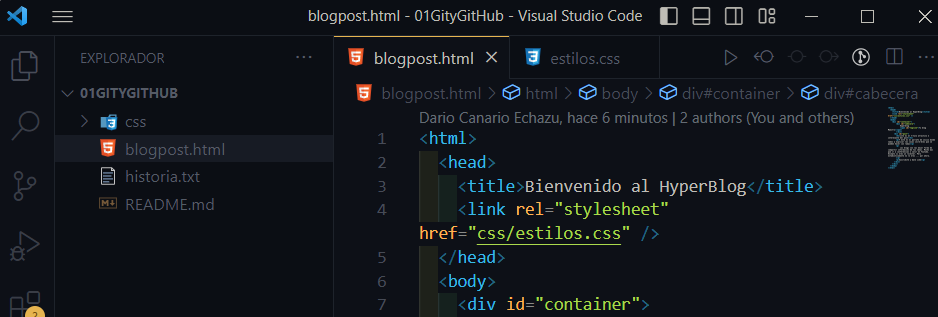 blogpost.html - 01GityGitHub - Visual Studio Code
EXPLORADOR
01GITYGITHUB
css
blogpost.html
historia.txt
README.md
2
blogpost.html
estilos.css
blogpost.html > html > body > div#container > div#cabecera
Dario Canario Echazu, hace 6 minutos | 2 authors (You and others)
1 <html>
2 <head>
3 <title>Bienvenido al HyperBlog</title>
4 <link rel="stylesheet"
href="css/estilos.css" />
5 </head>
6 <body>
7 <div id="container">